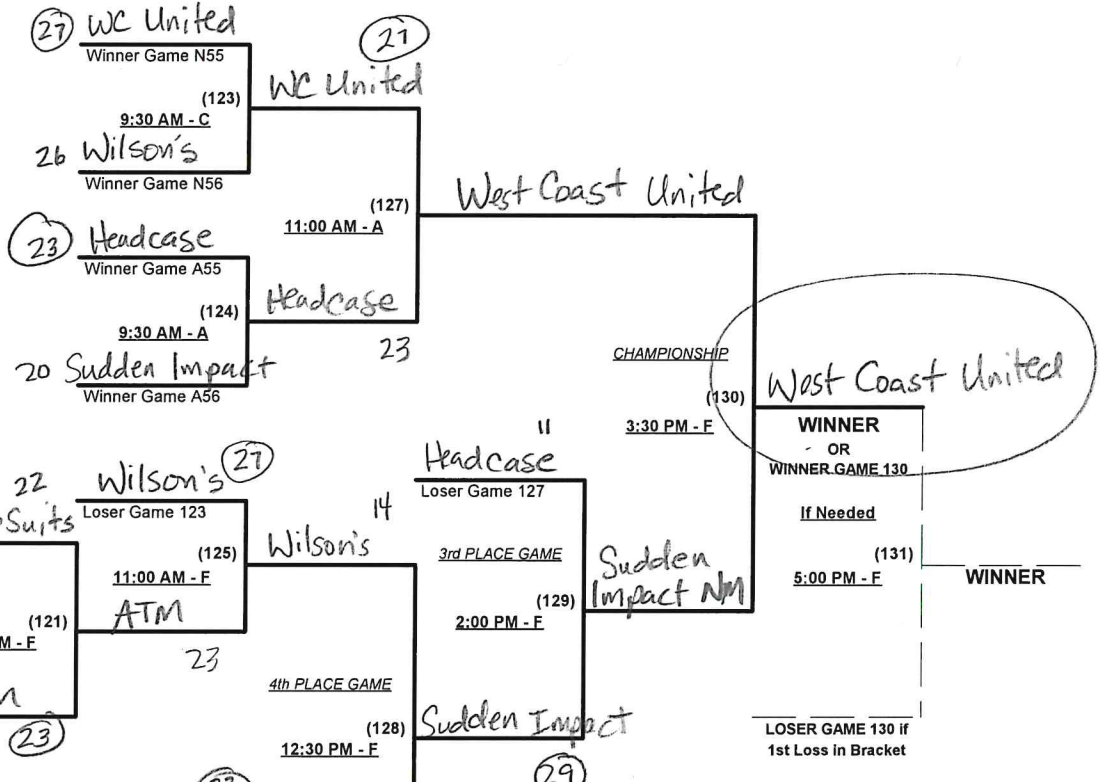 27 WC United
Winner Game N55
27
WC United
(123)
9:30 AM - C
26 Wilson's
Winner Game N56
West Coast United
(127)
11:00 AM - A
23 Headcase
Winner Game A55
(124)
9:30 AM - A
Headcase
23
20 Sudden Impact
Winner Game A56
CHAMPIONSHIP
(130)
3:30 PM - F
West Coast United
WINNER
OR
WINNER GAME 130
If Needed
(131)
5:00 PM - F
WINNER
LOSER GAME 130 if
1st Loss in Bracket
11
Headcase
Loser Game 127
3rd PLACE GAME
(129)
2:00 PM - F
Sudden
Impact NM
22
Suits
Wilson's 27
Loser Game 123
14
Wilson's
(125)
11:00 AM - F
ATM
23
(121)
M - F
23
4th PLACE GAME
(128)
12:30 PM - F
Sudden Impact
29